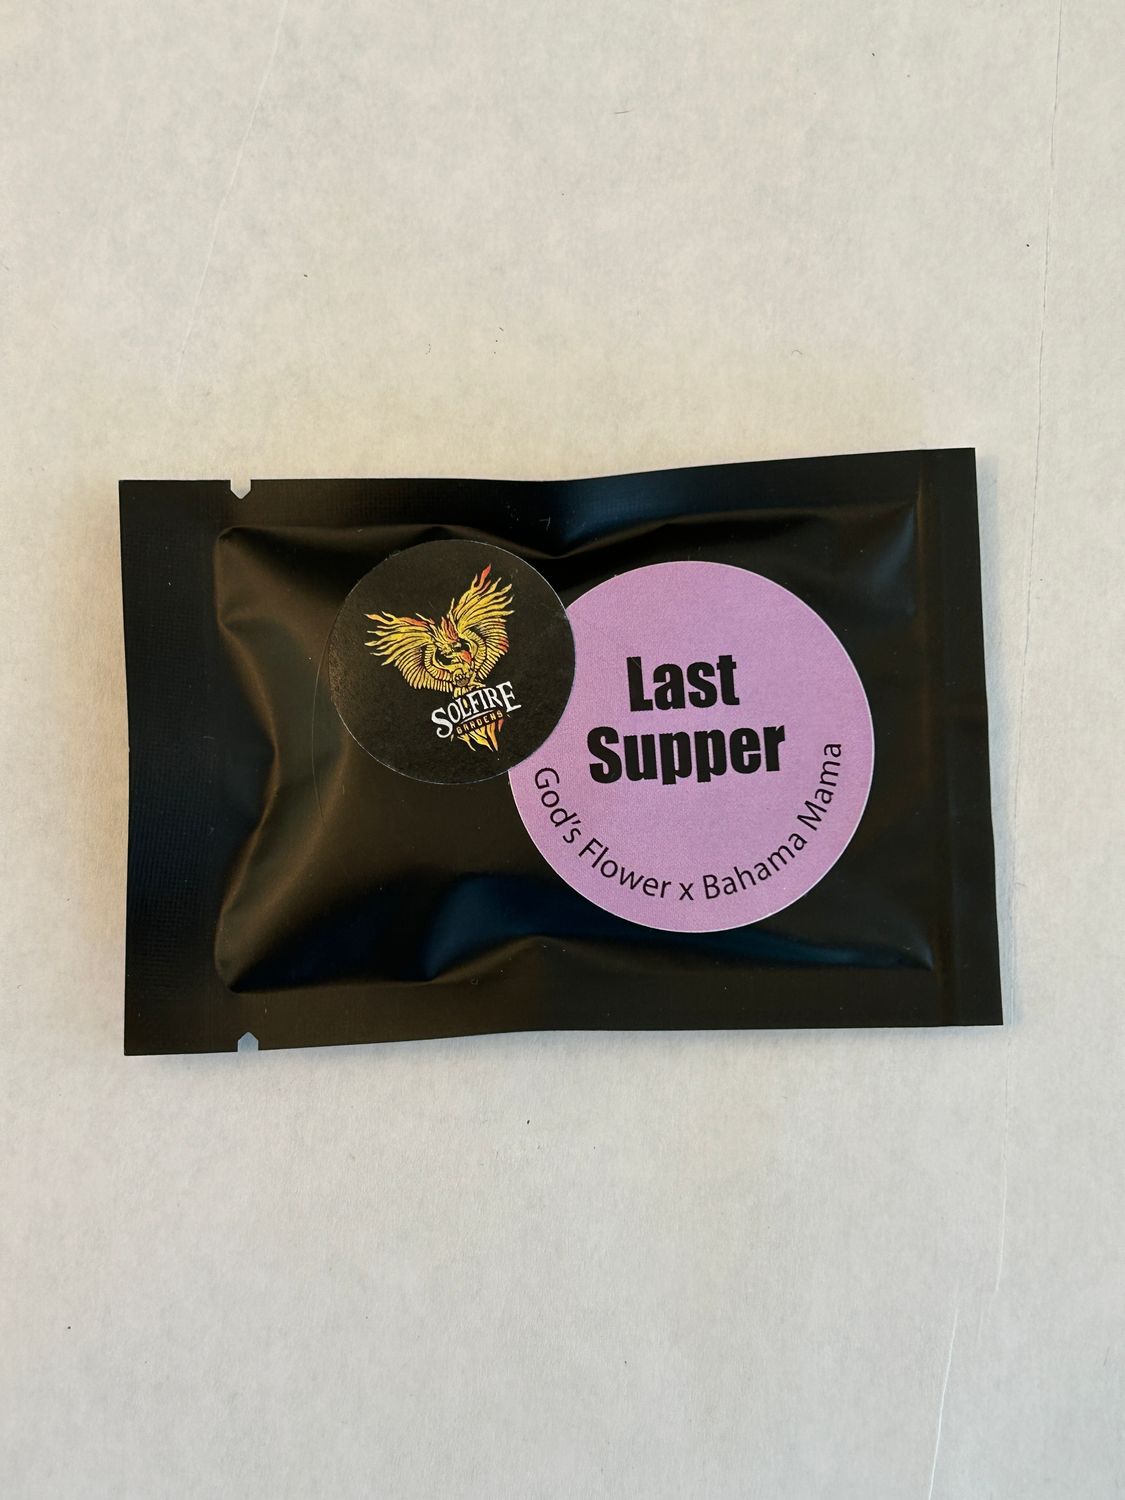 SOLFIRE
GARDENS
Last
Supper
God's Flower x Bahama Mama